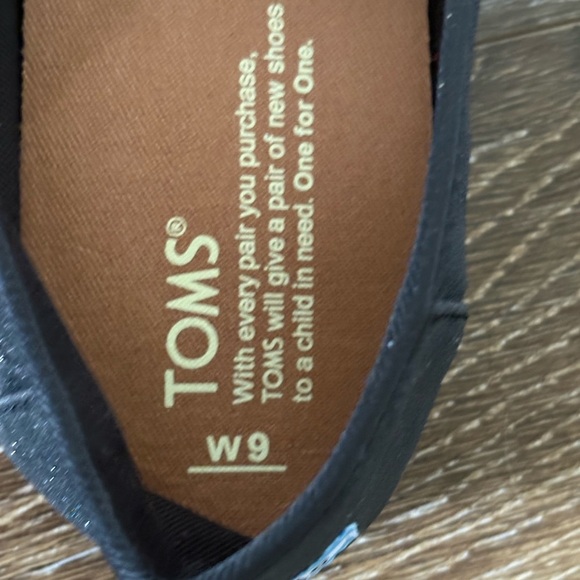 TOMS®
With every pair you purchase,
TOMS will give a pair of new shoes
to a child in need. One for One.
W 9